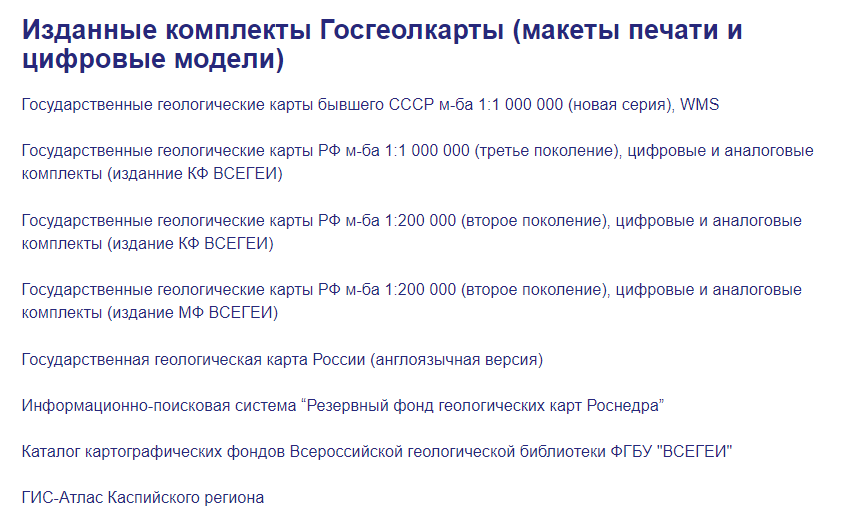 Изданные комплекты Госгеолкарты (макеты печати и
цифровые модели)
Государственные геологические карты бывшего СССР м-ба 1:1 000 000 (новая серия), WMS
Государственные геологические карты РФ м-ба 1:1 000 000 (третье поколение), цифровые и аналоговые
комплекты (изданние КФ ВСЕГЕИ)
Государственные геологические карты РФ м-ба 1:200 000 (второе поколение), цифровые и аналоговые
комплекты (издание КФ ВСЕГЕИ)
Государственные геологические карты РФ м-ба 1:200 000 (второе поколение), цифровые и аналоговые
комплекты (издание МФ ВСЕГЕИ)
Государственная геологическая карта России (англоязычная версия)
Информационно-поисковая система “Резервный фонд геологических карт Роснедра”
Каталог картографических фондов Всероссийской геологической библиотеки ФГБУ "ВСЕГЕИ"
ГИС-Атлас Каспийского региона